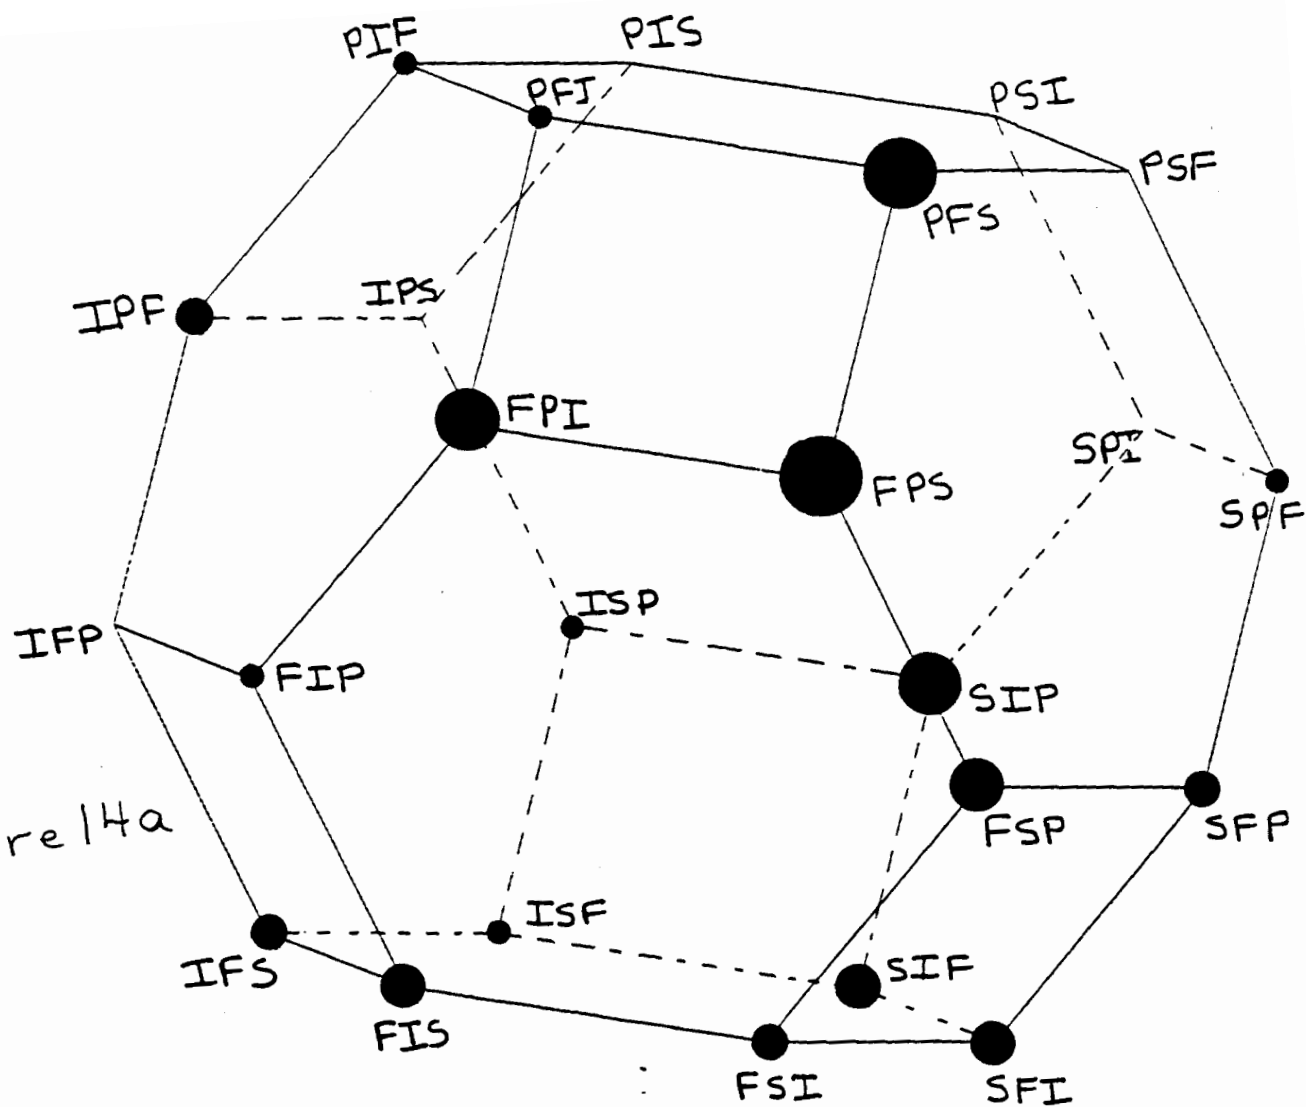 PIF
PIS
PFI
PSI
PSF
PFS
IPF
IPS
FPI
SPI
FPS
SPF
ISP
IFP
FIP
SIP
re14a
FSP
SFP
ISF
IFS
SIF
FIS
FSI
SFI